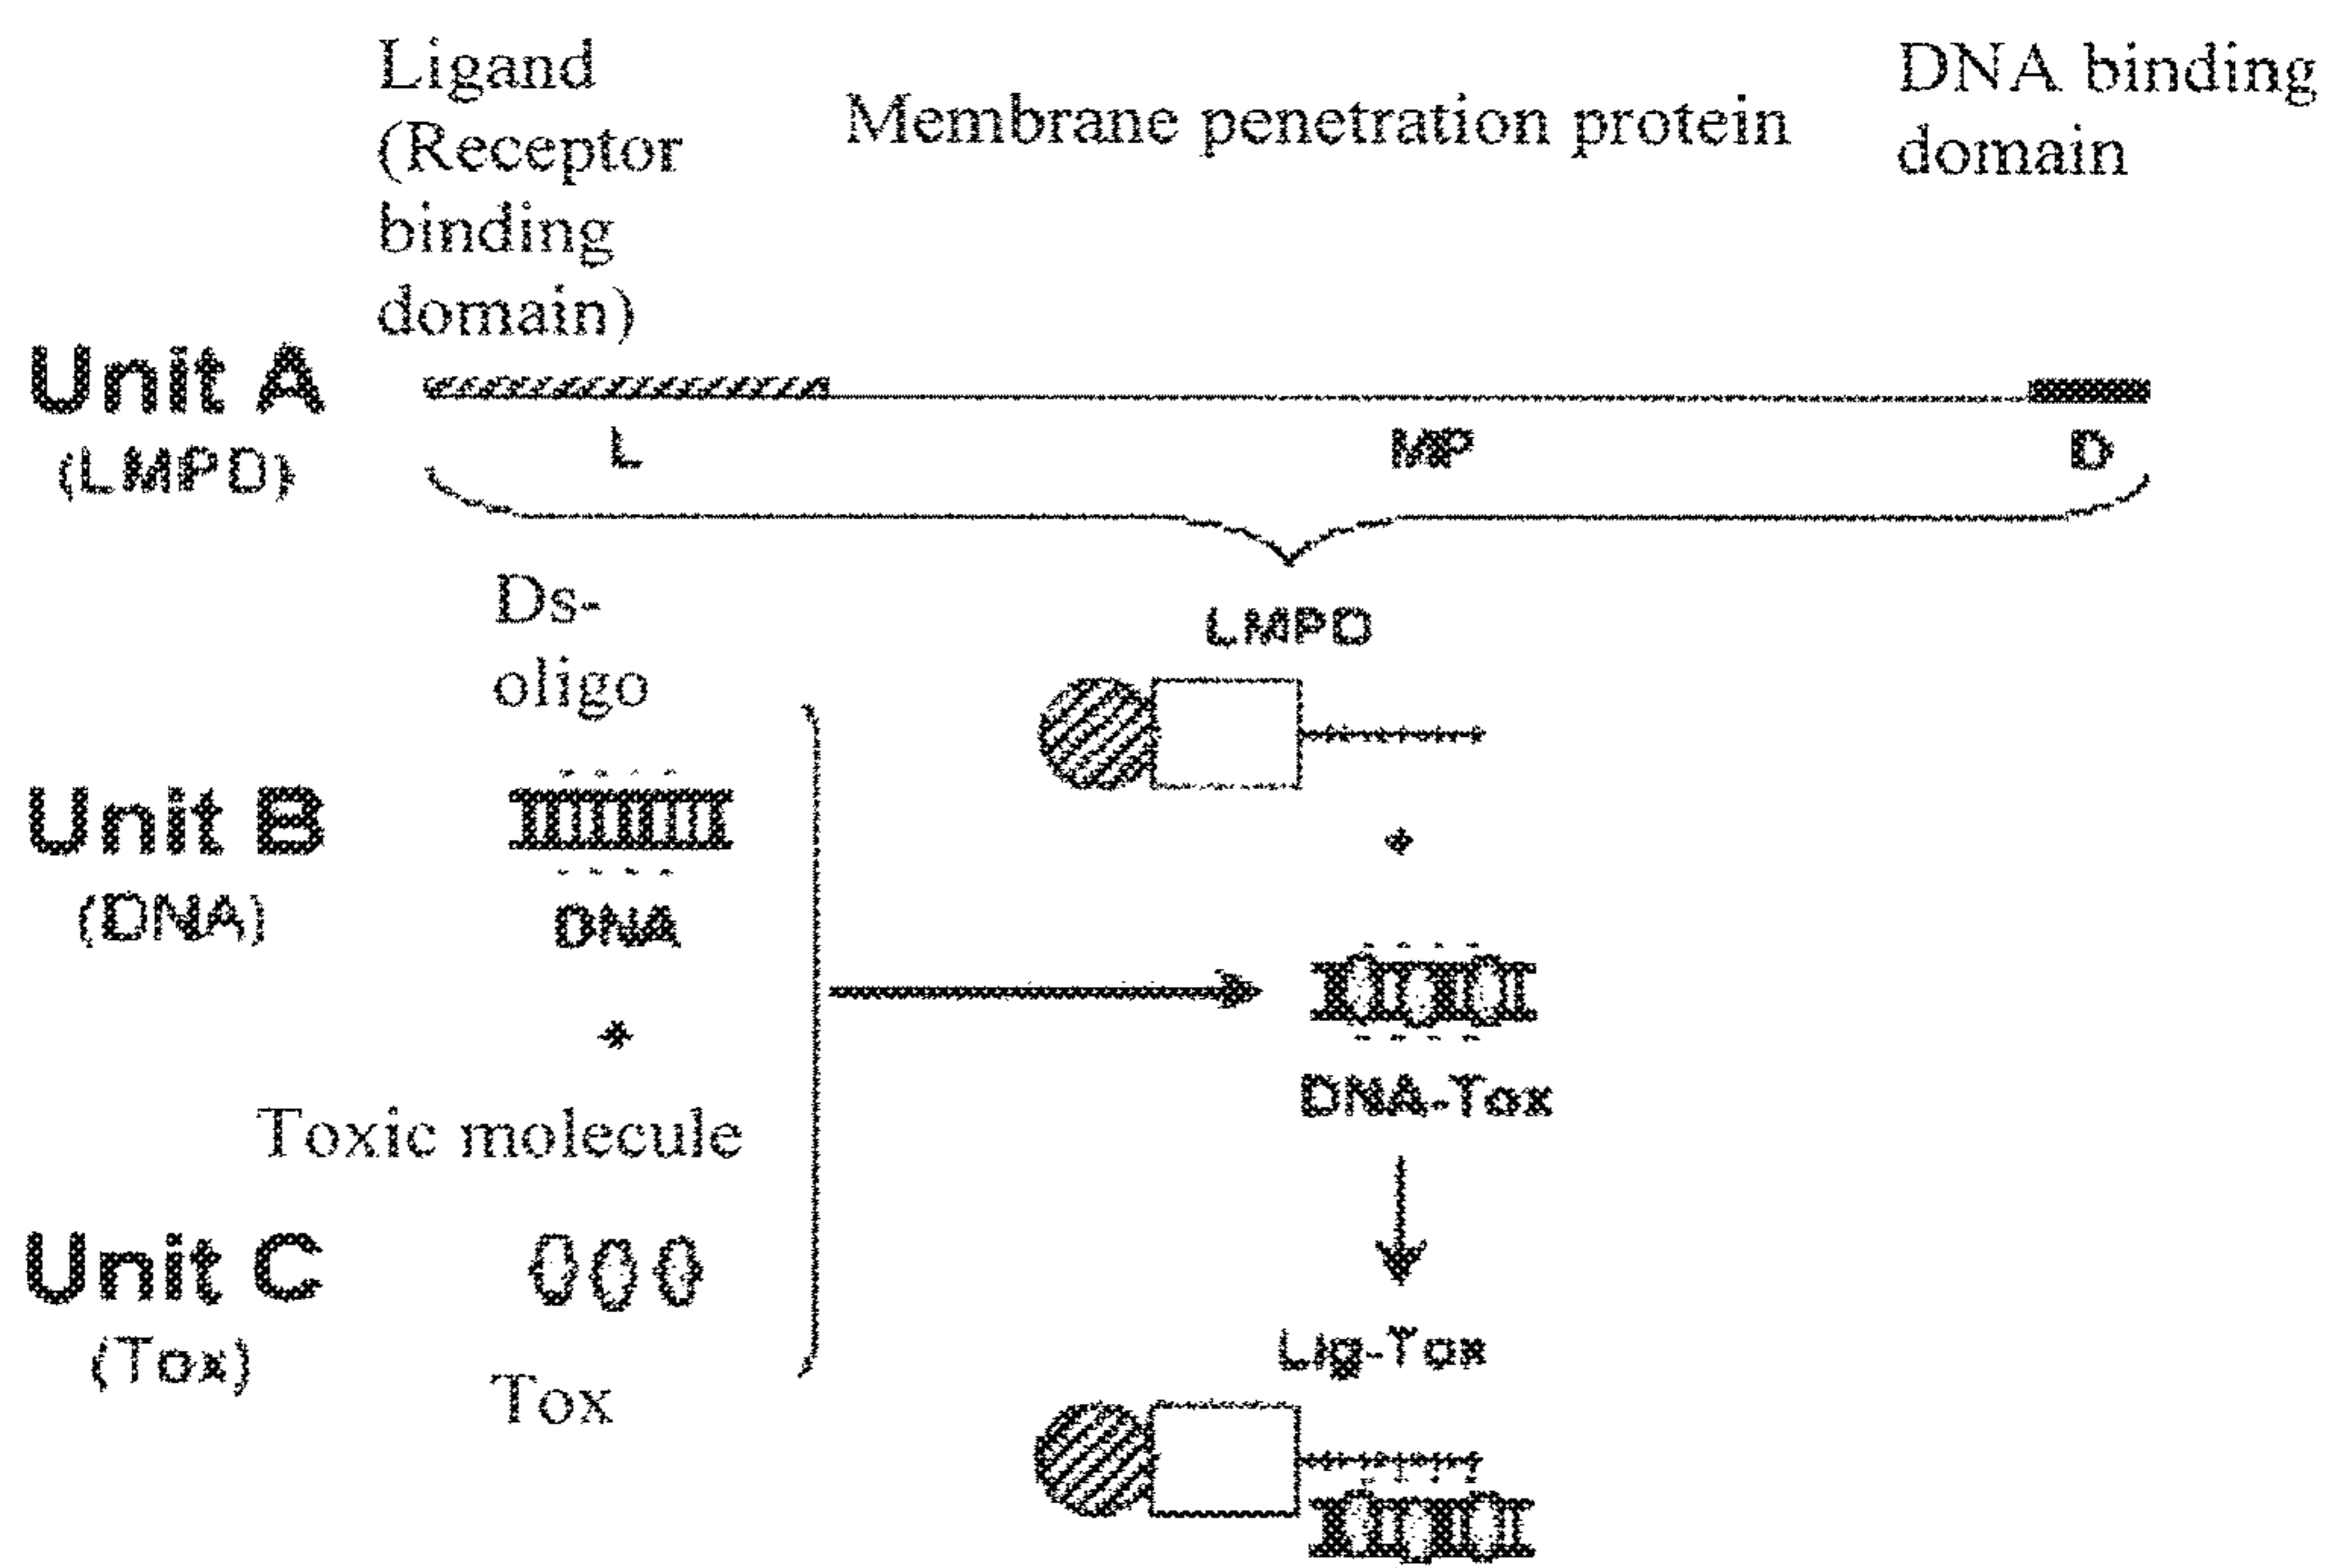 Ligand
(Receptor
binding
domain)
Membrane penetration protein
DNA binding
domain
Unit A
(LMPD)
L
MP
D
LMPD
Ds-
oligo
Unit B
(DNA)
DNA
+
+
DNA-Tox
Toxic molecule
Unit C
(Tox)
Tox
Lig-Tox